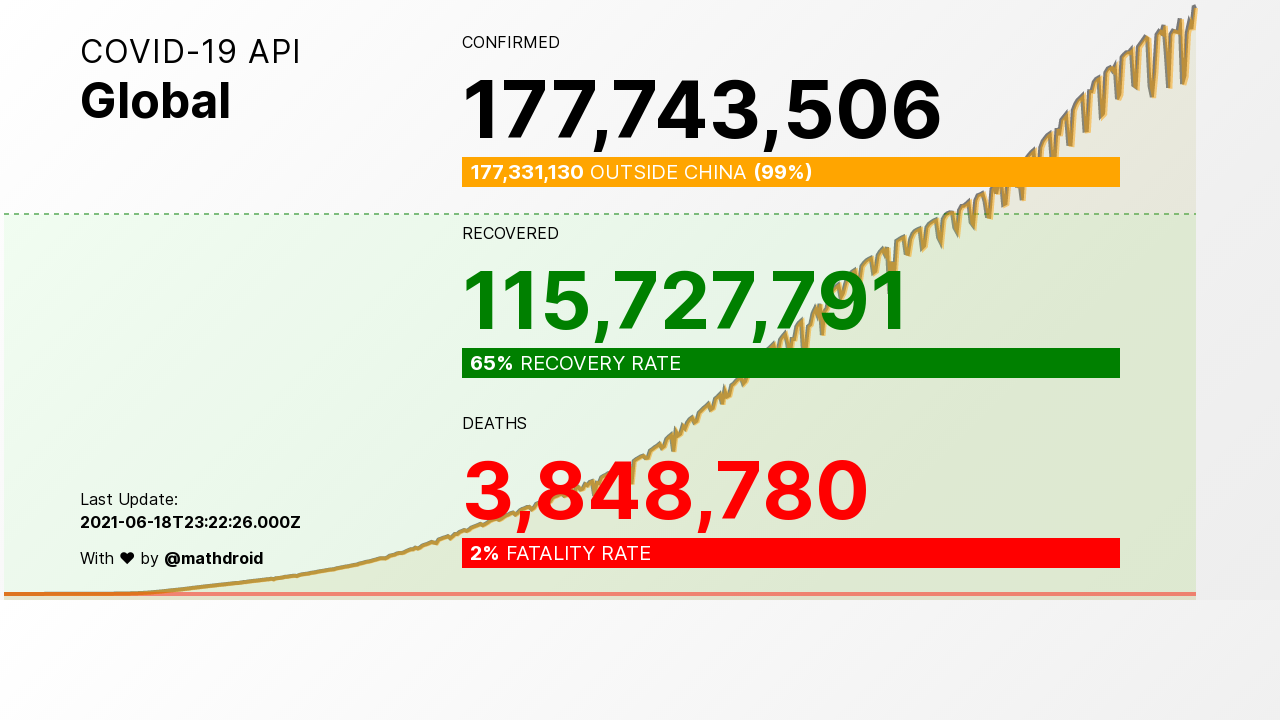 COVID-19 API
Global
CONFIRMED
177,743,506
177,331,130 OUTSIDE CHINA (99%)
RECOVERED
115,727,791
65% RECOVERY RATE
DEATHS
3,848,780
2% FATALITY RATE
Last Update:
2021-06-18T23:22:26.000Z
With ♥ by @mathdroid